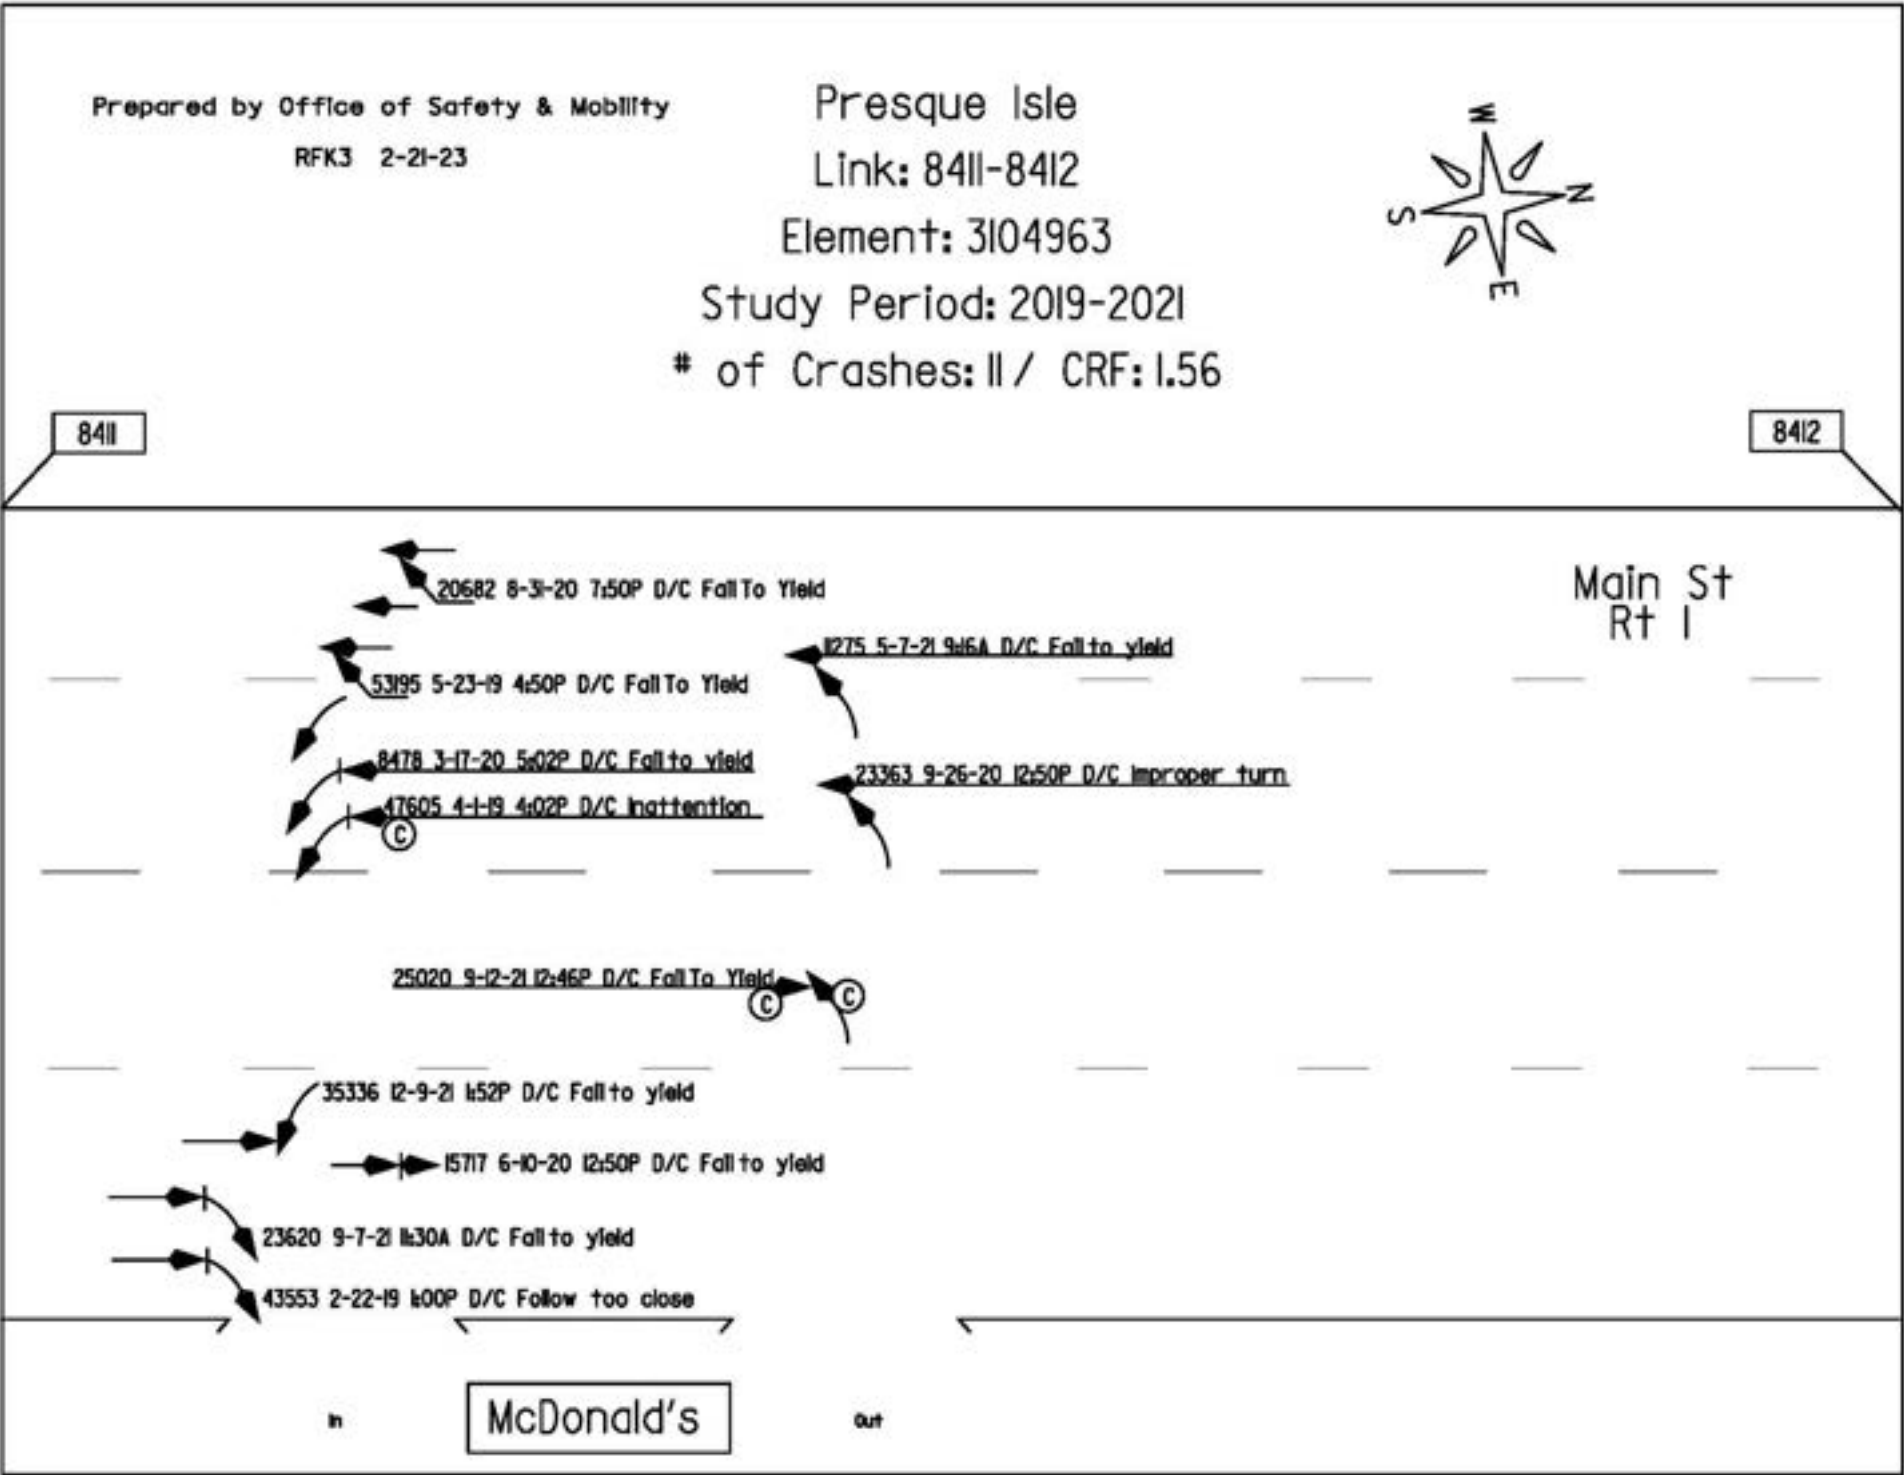 Prepared by Office of Safety & Mobility
RFK3 2-21-23
Presque Isle
Link: 8411-8412
Element: 3104963
Study Period: 2019-2021
# of Crashes: 11 / CRF: 1.56
W
N
S
E
8411
8412
Main St
Rt 1
20682 8-31-20 7:50P D/C Fail To Yield
11275 5-7-21 9:16A D/C Fail to yield
53195 5-23-19 4:50P D/C Fail To Yield
8478 3-17-20 5:02P D/C Fail to yield
23363 9-26-20 12:50P D/C Improper turn
47605 4-1-19 4:02P D/C Inattention
C
25020 9-12-21 12:46P D/C Fail To Yield
C
C
35336 12-9-21 1:52P D/C Fail to yield
15717 6-10-20 12:50P D/C Fail to yield
23620 9-7-21 11:30A D/C Fail to yield
43553 2-22-19 1:00P D/C Follow too close
In
McDonald's
Out